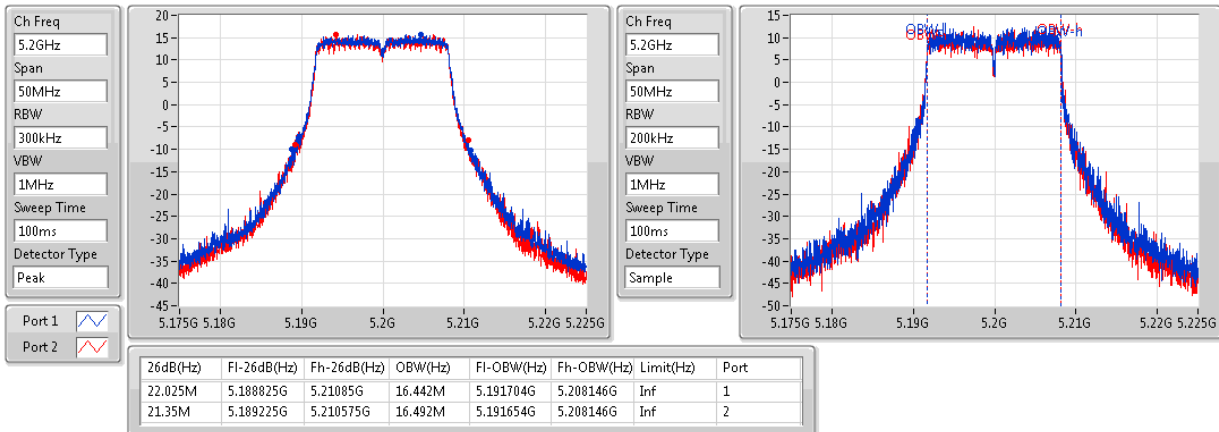 Ch Freq
5.2GHz
Span
50MHz
RBW
300kHz
VBW
1MHz
Sweep Time
100ms
Detector Type
Peak
Port 1
Port 2
20
15
10
5
0
-5
-10
-15
-20
-25
-30
-35
-40
-45
5.175G 5.18G 5.19G 5.2G 5.21G 5.22G 5.225G
Ch Freq
5.2GHz
Span
50MHz
RBW
200kHz
VBW
1MHz
Sweep Time
100ms
Detector Type
Sample
15
10
5
0
-5
-10
-15
-20
-25
-30
-35
-40
-45
-50
OBW-h
5.175G 5.18G 5.19G 5.2G 5.21G 5.22G 5.225G
26dB(Hz) Fl-26dB(Hz) Fh-26dB(Hz) OBW(Hz) Fl-OBW(Hz) Fh-OBW(Hz) Limit(Hz) Port
22.025M 5.188825G 5.21085G 16.442M 5.191704G 5.208146G Inf 1
21.35M 5.189225G 5.210575G 16.492M 5.191654G 5.208146G Inf 2